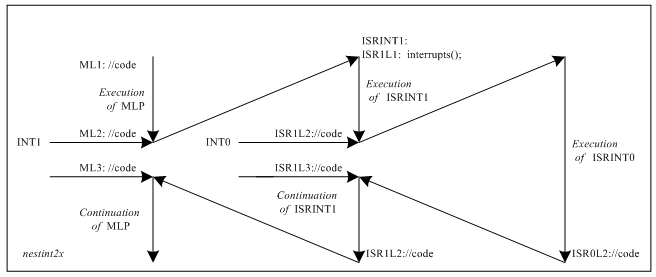 ISRINT1:
ISR1L1: interrupts();
ML1: //code
Execution
of MLP
Execution
of ISRINT1
INT1
ML2: //code
INT0
ISR1L2://code
Execution
of ISRINT0
ML3: //code
ISR1L3://code
Continuation
of MLP
Continuation
of ISRINT1
nestint2x
ISR1L2://code
ISR0L2://code